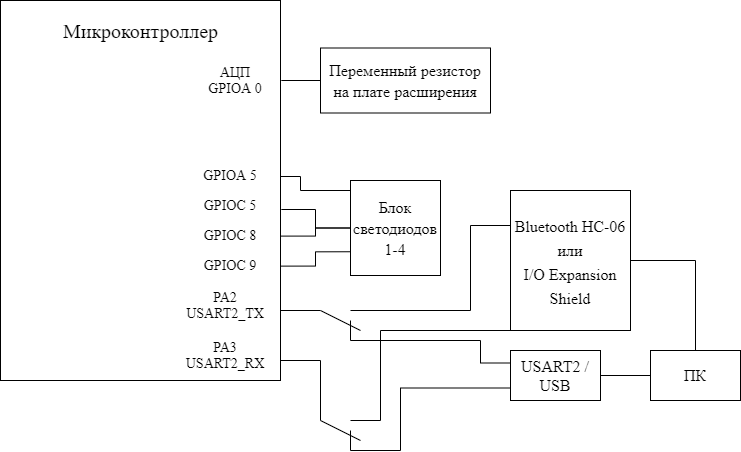 Микроконтроллер
АЦП
GPIOA 0
Переменный резистор
на плате расширения
GPIOA 5
GPIOC 5
GPIOC 8
GPIOC 9
Блок
светодиодов
1-4
Bluetooth HC-06
или
I/O Expansion
Shield
PA2
USART2_TX
PA3
USART2_RX
USART2 /
USB
ПК